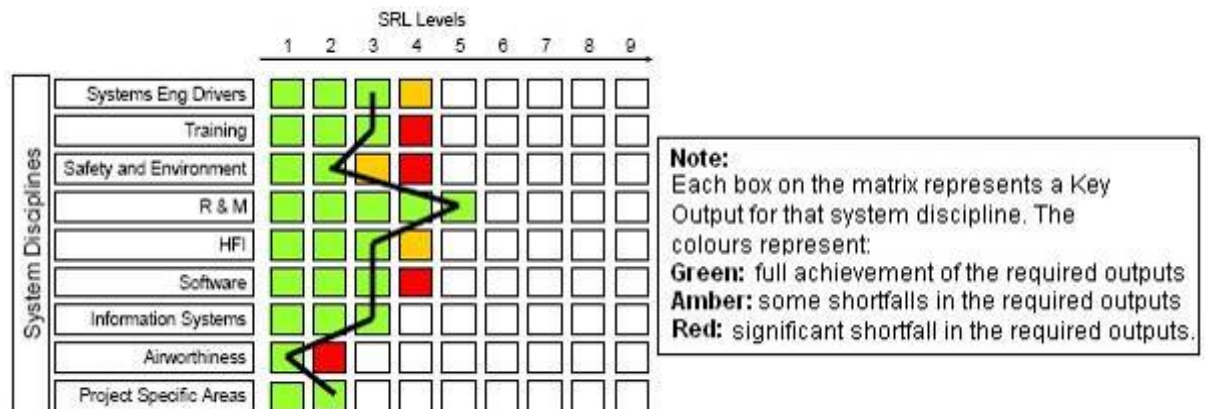 SRL Levels
1 2 3 4 5 6 7 8 9
System Disciplines
Systems Eng Drivers
Training
Safety and Environment
R & M
HFI
Software
Information Systems
Airworthiness
Project Specific Areas
Note:
Each box on the matrix represents a Key
Output for that system discipline. The
colours represent:
Green: full achievement of the required outputs
Amber: some shortfalls in the required outputs
Red: significant shortfall in the required outputs.